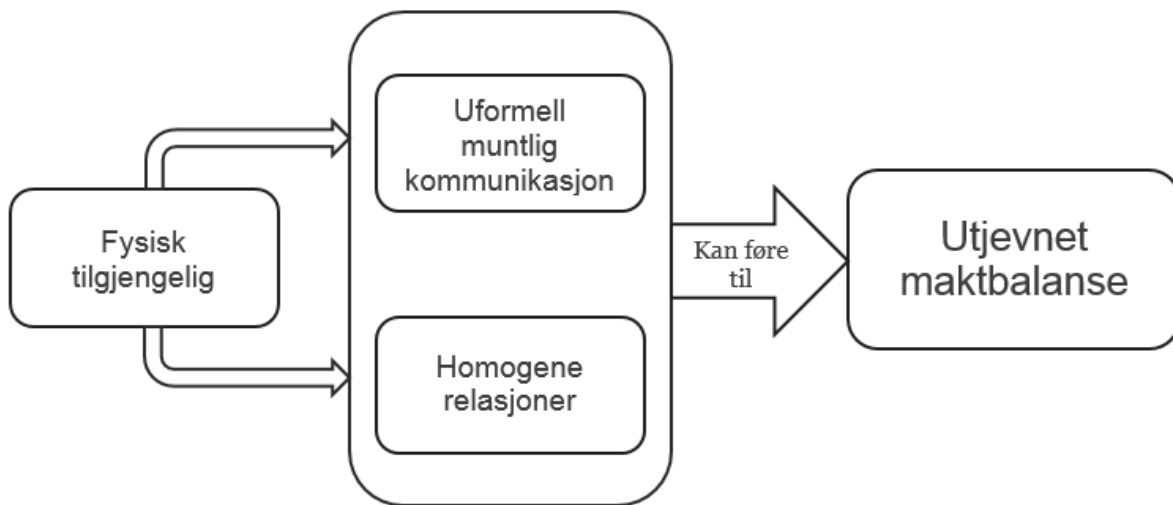 Fysisk
tilgjengelig
Uformell
muntlig
kommunikasjon
Homogene
relasjoner
Kan føre
til
Utjevnet
maktbalanse